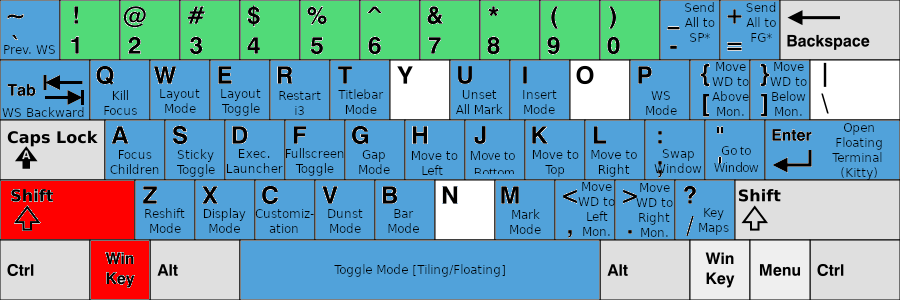 ~ ` Prev. WS
! 1
@ 2
# 3
$ 4
% 5
^ 6
& 7
* 8
( 9
) 0
_ - Send All to SP*
+ = Send All to FG*
Backspace
Tab WS Backward
Q Kill Focus
W Layout Mode
E Layout Toggle
R Restart i3
T Titlebar Mode
Y
U Unset All Mark
I Insert Mode
O
P WS Mode
{ [ Move WD to Above Mon.
} ] Move WD to Below Mon.
| \
Caps Lock A
A Focus Children
S Sticky Toggle
D Exec. Launcher
F Fullscreen Toggle
G Gap Mode
H Move to Left
J Move to Bottom
K Move to Top
L Move to Right
: ; Swap Window
" ' Go to Window
Enter Open Floating Terminal (Kitty)
Shift
Z Reshift Mode
X Display Mode
C Customiz-ation
V Dunst Mode
B Bar Mode
N
M Mark Mode
< , Move WD to Left Mon.
> . Move WD to Right Mon.
? / Key Maps
Shift
Ctrl
Win Key
Alt
Toggle Mode [Tiling/Floating]
Alt
Win Key
Menu
Ctrl